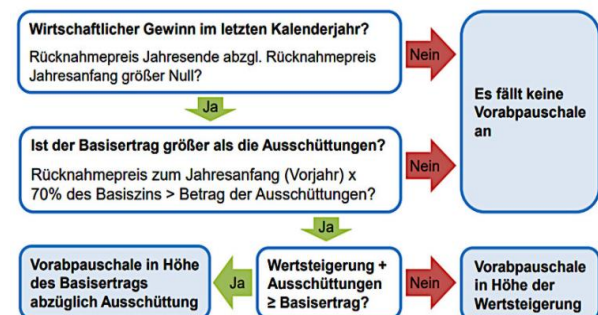 Wirtschaftlicher Gewinn im letzten Kalenderjahr?
Rücknahmepreis Jahresende abzgl. Rücknahmepreis
Jahresanfang größer Null?
Nein
Es fällt keine
Vorabpauschale
an
Ja
Ist der Basisertrag größer als die Ausschüttungen?
Rücknahmepreis zum Jahresanfang (Vorjahr) x
70% des Basiszins > Betrag der Ausschüttungen?
Nein
Ja
Vorabpauschale in Höhe
des Basisertrags
abzüglich Ausschüttung
Ja
Wertsteigerung +
Ausschüttungen
≥ Basisertrag?
Nein
Vorabpauschale
in Höhe der
Wertsteigerung